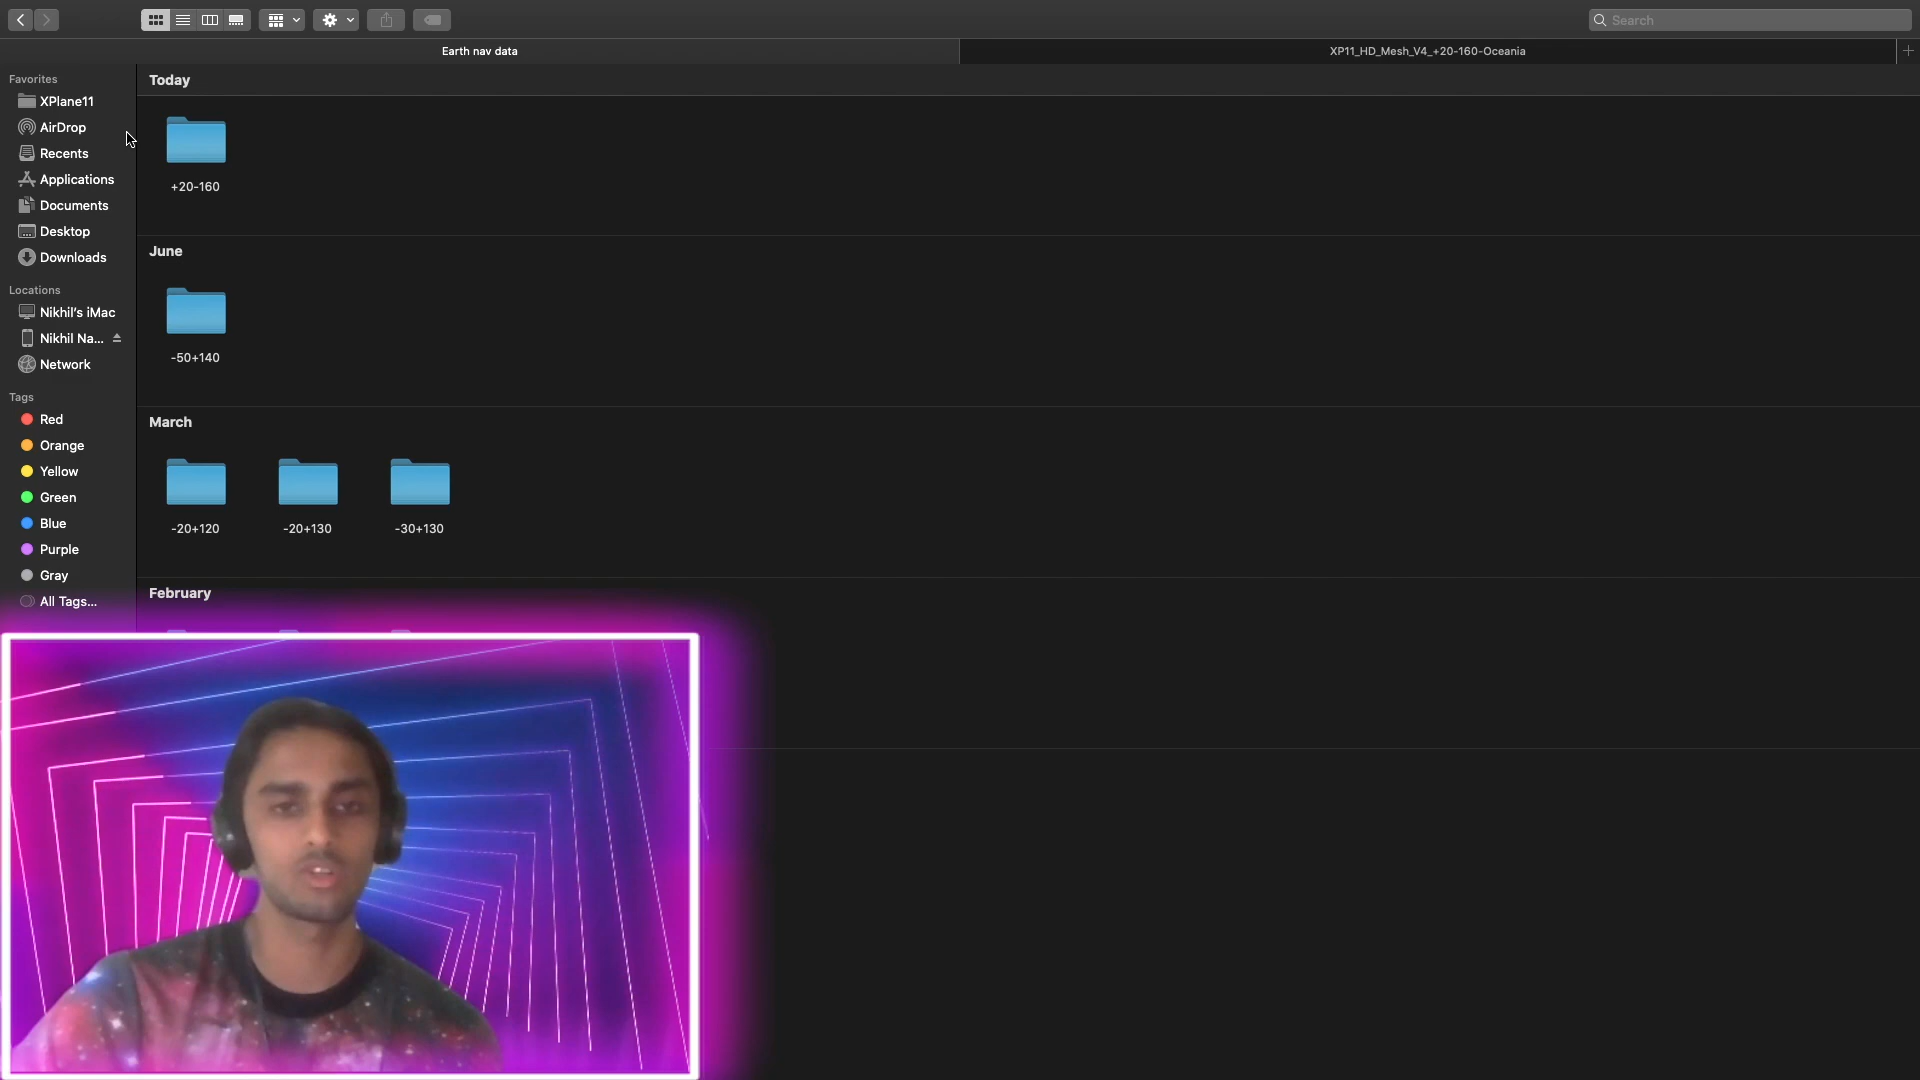 Search
Earth nav data
XP11_HD_Mesh_V4_+20-160-Oceania
Favorites
XPlane11
AirDrop
Recents
Applications
Documents
Desktop
Downloads
Locations
Nikhil's iMac
Nikhil Na...
Network
Tags
Red
Orange
Yellow
Green
Blue
Purple
Gray
All Tags...
Today
+20-160
June
-50+140
March
-20+120
-20+130
-30+130
February